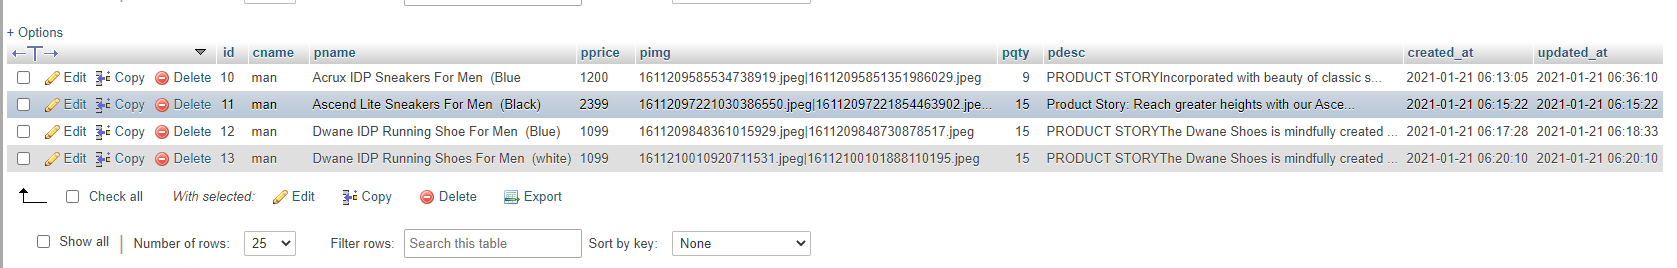 + Options
id cname pname pprice pimg pqty pdesc created_at updated_at
Edit Copy Delete 10 man Acrux IDP Sneakers For Men (Blue 1200 1611209585534738919.jpeg|16112095851351986029.jpeg 9 PRODUCT STORYIncorporated with beauty of classic s... 2021-01-21 06:13:05 2021-01-21 06:36:10
Edit Copy Delete 11 man Ascend Lite Sneakers For Men (Black) 2399 16112097221030386550.jpeg|16112097221854463902.jpe... 15 Product Story: Reach greater heights with our Asce... 2021-01-21 06:15:22 2021-01-21 06:15:22
Edit Copy Delete 12 man Dwane IDP Running Shoe For Men (Blue) 1099 1611209848361015929.jpeg|1611209848730878517.jpeg 15 PRODUCT STORYThe Dwane Shoes is mindfully created ... 2021-01-21 06:17:28 2021-01-21 06:18:33
Edit Copy Delete 13 man Dwane IDP Running Shoes For Men (white) 1099 1611210010920711531.jpeg|16112100101888110195.jpeg 15 PRODUCT STORYThe Dwane Shoes is mindfully created ... 2021-01-21 06:20:10 2021-01-21 06:20:10
Check all With selected: Edit Copy Delete Export
Show all | Number of rows: 25 Filter rows: Search this table Sort by key: None